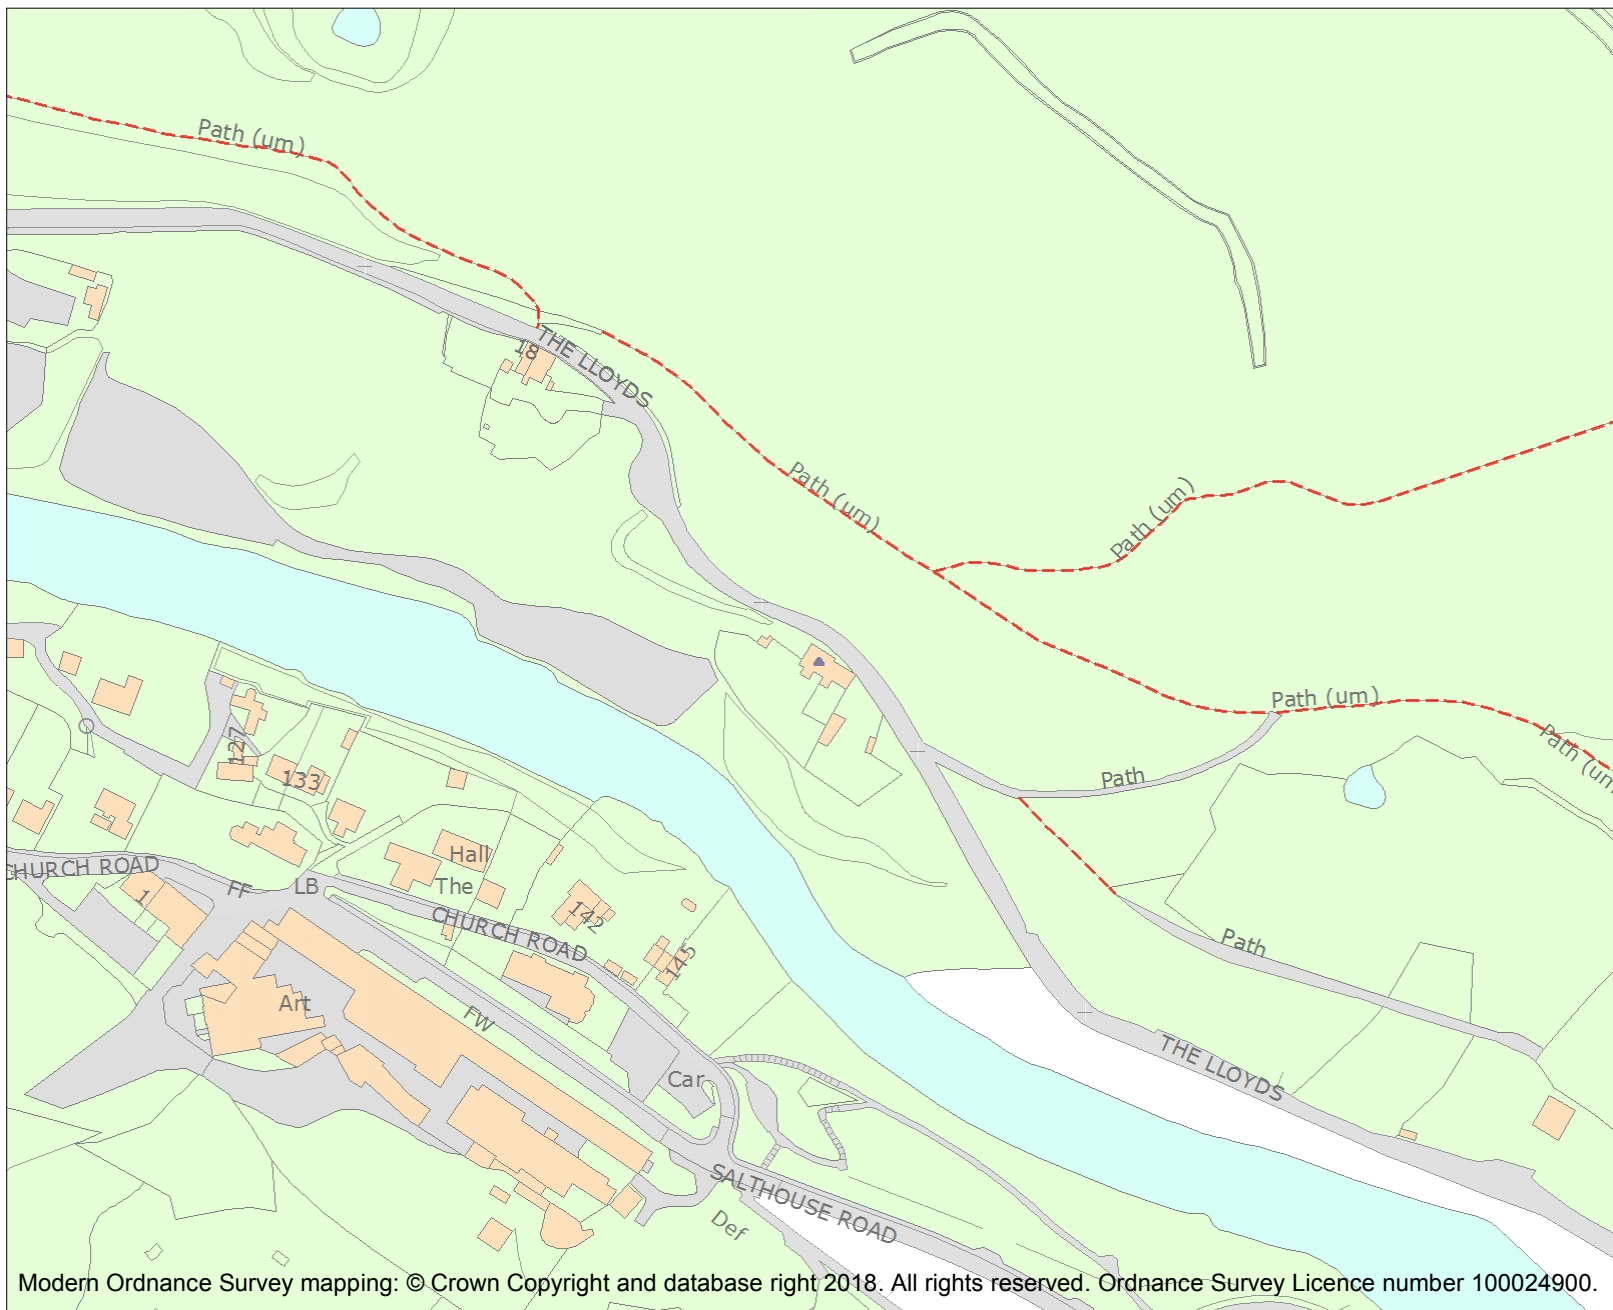 Path (um)
THE LLOYDS
18
Path (um)
Path (um)
Path (um)
Path (um)
127
133
Path
CHURCH ROAD
Hall
1
FF
LB
The
CHURCH ROAD
142
145
Path
Art
FW
THE LLOYDS
Car
SALTHOUSE ROAD
Def
Modern Ordnance Survey mapping: © Crown Copyright and database right 2018. All rights reserved. Ordnance Survey Licence number 100024900.